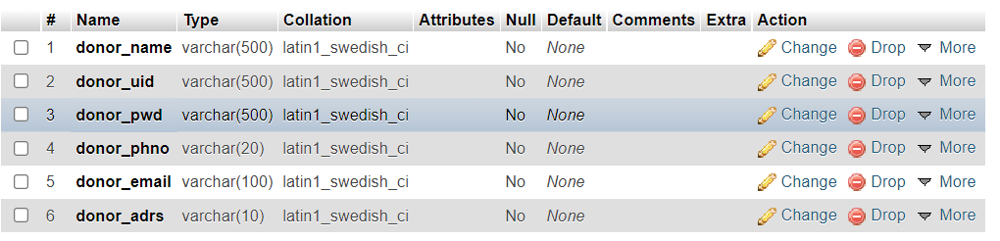 # Name Type Collation Attributes Null Default Comments Extra Action
1 donor_name varchar(500) latin1_swedish_ci No None Change Drop More
2 donor_uid varchar(500) latin1_swedish_ci No None Change Drop More
3 donor_pwd varchar(500) latin1_swedish_ci No None Change Drop More
4 donor_phno varchar(20) latin1_swedish_ci No None Change Drop More
5 donor_email varchar(100) latin1_swedish_ci No None Change Drop More
6 donor_adrs varchar(10) latin1_swedish_ci No None Change Drop More